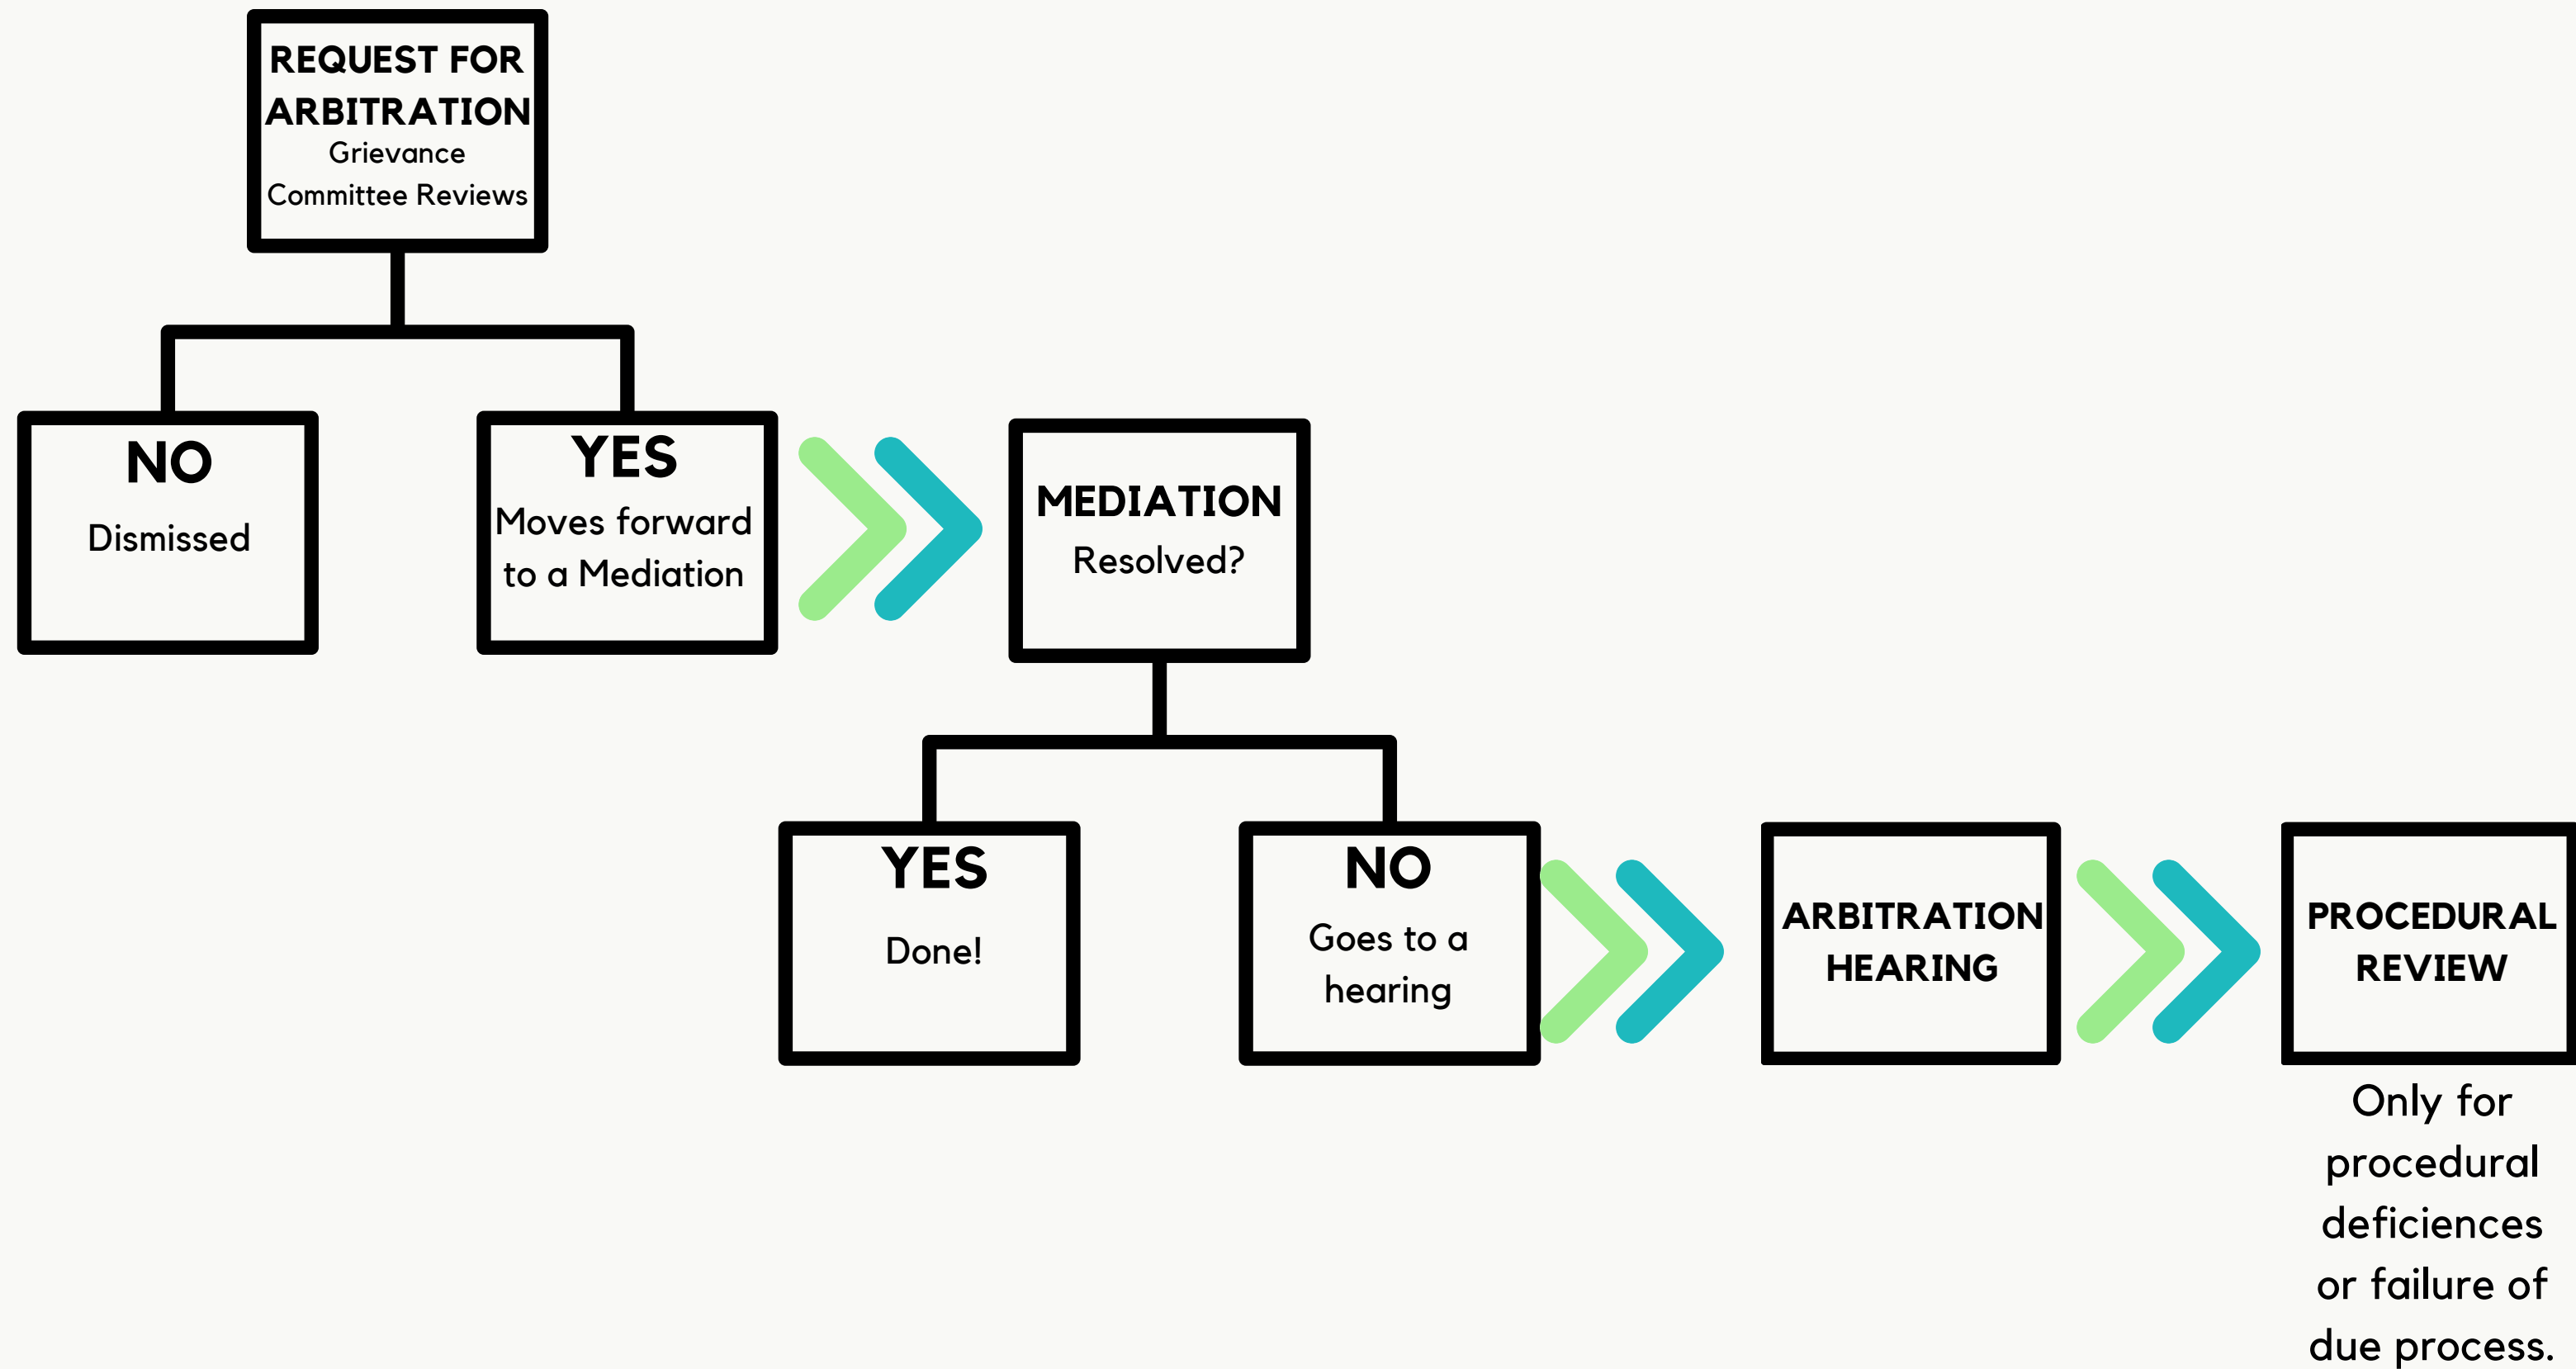 REQUEST FOR
ARBITRATION
Grievance
Committee Reviews
NO
Dismissed
YES
Moves forward
to a Mediation
MEDIATION
Resolved?
YES
Done!
NO
Goes to a
hearing
ARBITRATION
HEARING
PROCEDURAL
REVIEW
Only for
procedural
deficiences
or failure of
due process.